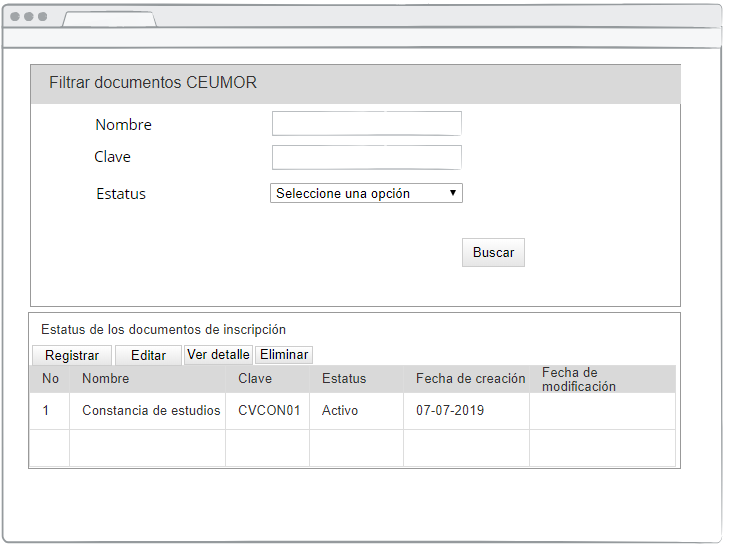 Filtrar documentos CEUMOR
Nombre
Clave
Estatus
Seleccione una opción
Buscar
Estatus de los documentos de inscripción
Registrar Editar Ver detalle Eliminar
No Nombre Clave Estatus Fecha de creación Fecha de modificación
1 Constancia de estudios CVCON01 Activo 07-07-2019